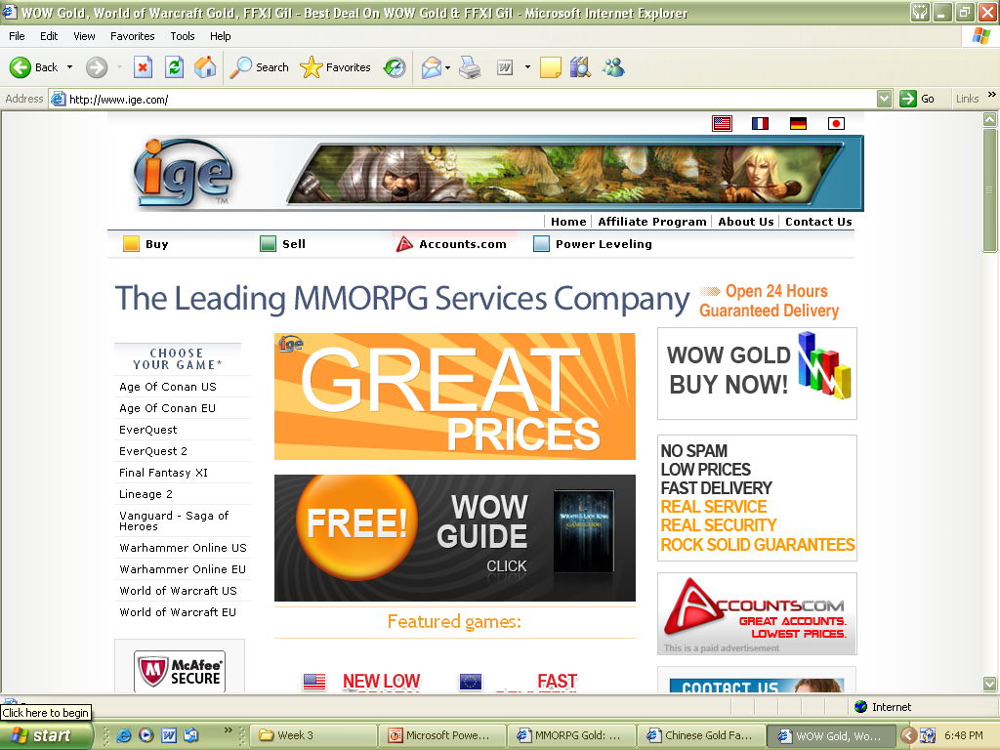 WOW Gold, World of Warcraft Gold, FFXI Gil - Best Deal On WOW Gold & FFXI Gil - Microsoft Internet Explorer
File Edit View Favorites Tools Help
Back Search Favorites
Address http://www.ige.com/ Go Links »
ige TM
Home Affiliate Program About Us Contact Us
Buy Sell Accounts.com Power Leveling
The Leading MMORPG Services Company
Open 24 Hours
Guaranteed Delivery
CHOOSE
YOUR GAME*
Age Of Conan US
Age Of Conan EU
EverQuest
EverQuest 2
Final Fantasy XI
Lineage 2
Vanguard - Saga of
Heroes
Warhammer Online US
Warhammer Online EU
World of Warcraft US
World of Warcraft EU
McAfee
SECURE
ige
GREAT
PRICES
FREE!
WOW
GUIDE
CLICK
WRATH OF THE LICH KING
GAME GUIDE
Featured games:
NEW LOW
FAST
WOW GOLD
BUY NOW!
NO SPAM
LOW PRICES
FAST DELIVERY
REAL SERVICE
REAL SECURITY
ROCK SOLID GUARANTEES
ACCOUNTS.COM
GREAT ACCOUNTS.
LOWEST PRICES.
This is a paid advertisement
CONTACT US
Internet
Click here to begin
start » Week 3 Microsoft Powe... MMORPG Gold: ... Chinese Gold Fa... WOW Gold, Wo... 6:48 PM